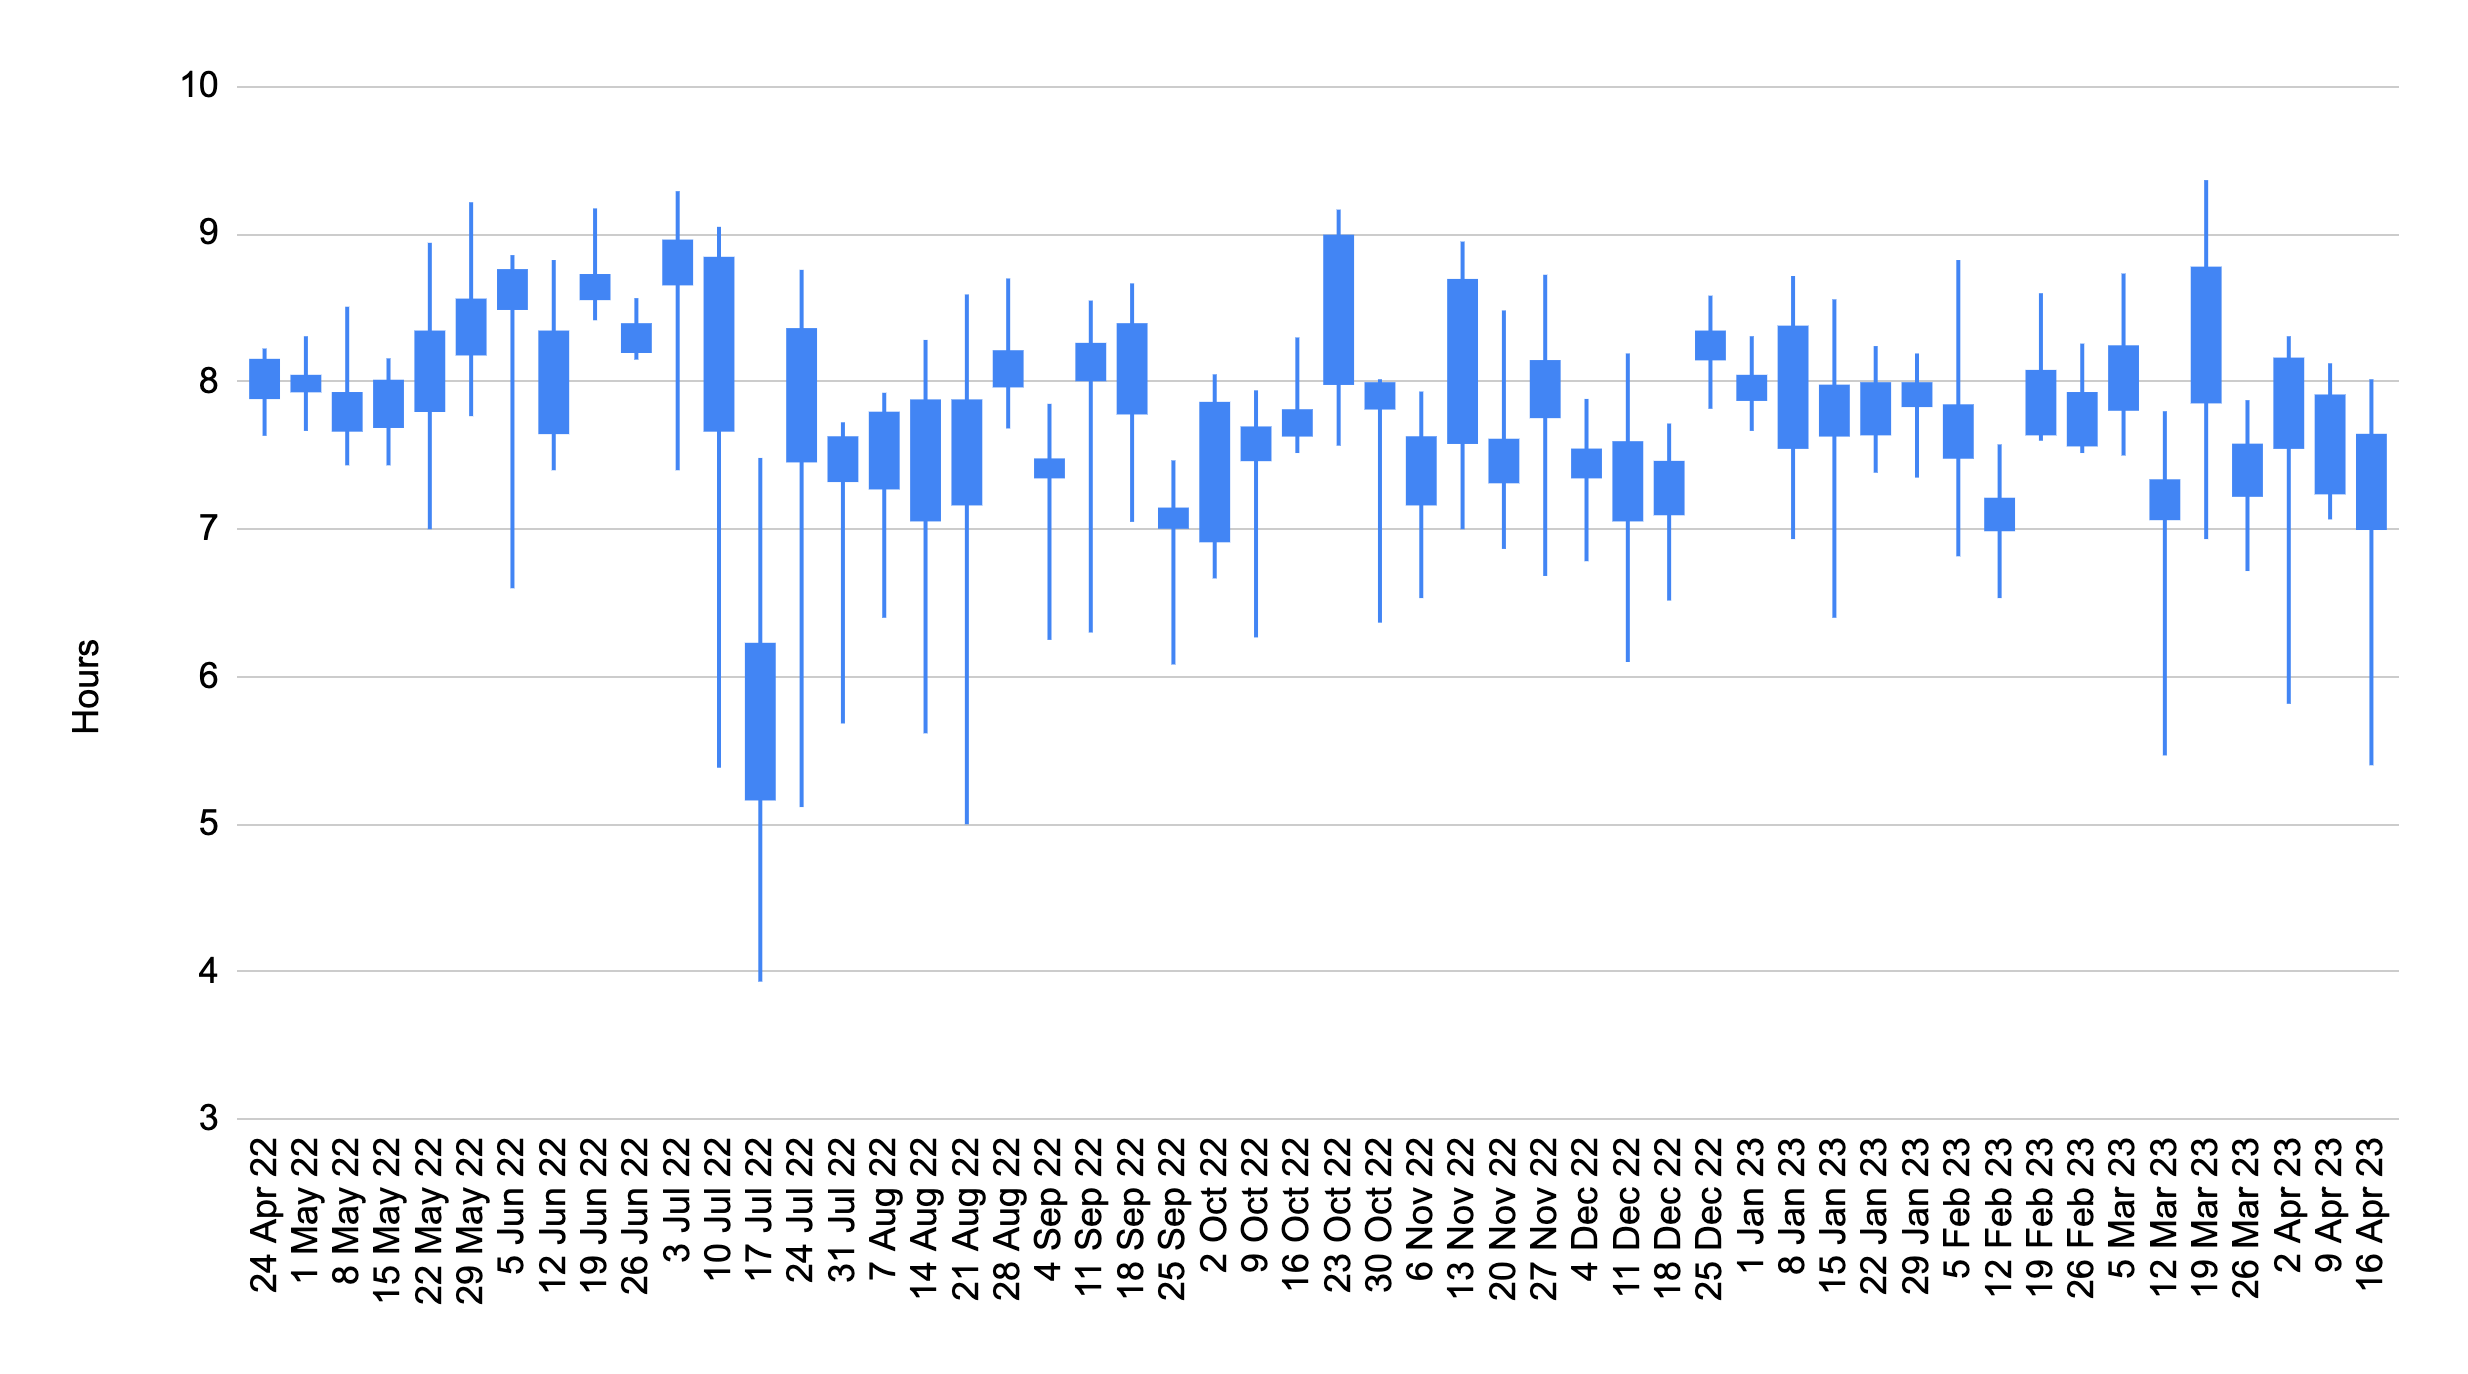 10
9
8
7
6
5
4
3
Hours
24 Apr 22
1 May 22
8 May 22
15 May 22
22 May 22
29 May 22
5 Jun 22
12 Jun 22
19 Jun 22
26 Jun 22
3 Jul 22
10 Jul 22
17 Jul 22
24 Jul 22
31 Jul 22
7 Aug 22
14 Aug 22
21 Aug 22
28 Aug 22
4 Sep 22
11 Sep 22
18 Sep 22
25 Sep 22
2 Oct 22
9 Oct 22
16 Oct 22
23 Oct 22
30 Oct 22
6 Nov 22
13 Nov 22
20 Nov 22
27 Nov 22
4 Dec 22
11 Dec 22
18 Dec 22
25 Dec 22
1 Jan 23
8 Jan 23
15 Jan 23
22 Jan 23
29 Jan 23
5 Feb 23
12 Feb 23
19 Feb 23
26 Feb 23
5 Mar 23
12 Mar 23
19 Mar 23
26 Mar 23
2 Apr 23
9 Apr 23
16 Apr 23